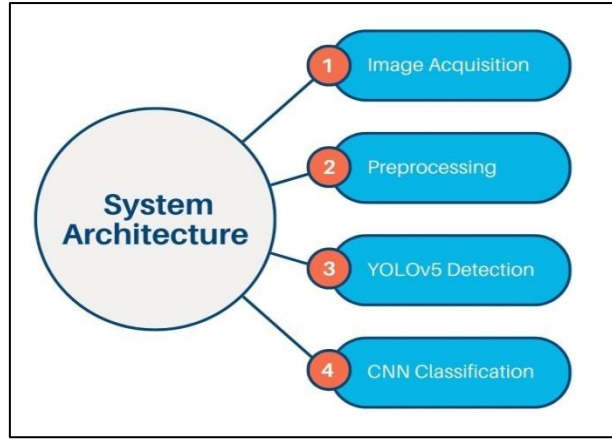 System
Architecture
1
Image Acquisition
2
Preprocessing
3
YOLOv5 Detection
4
CNN Classification